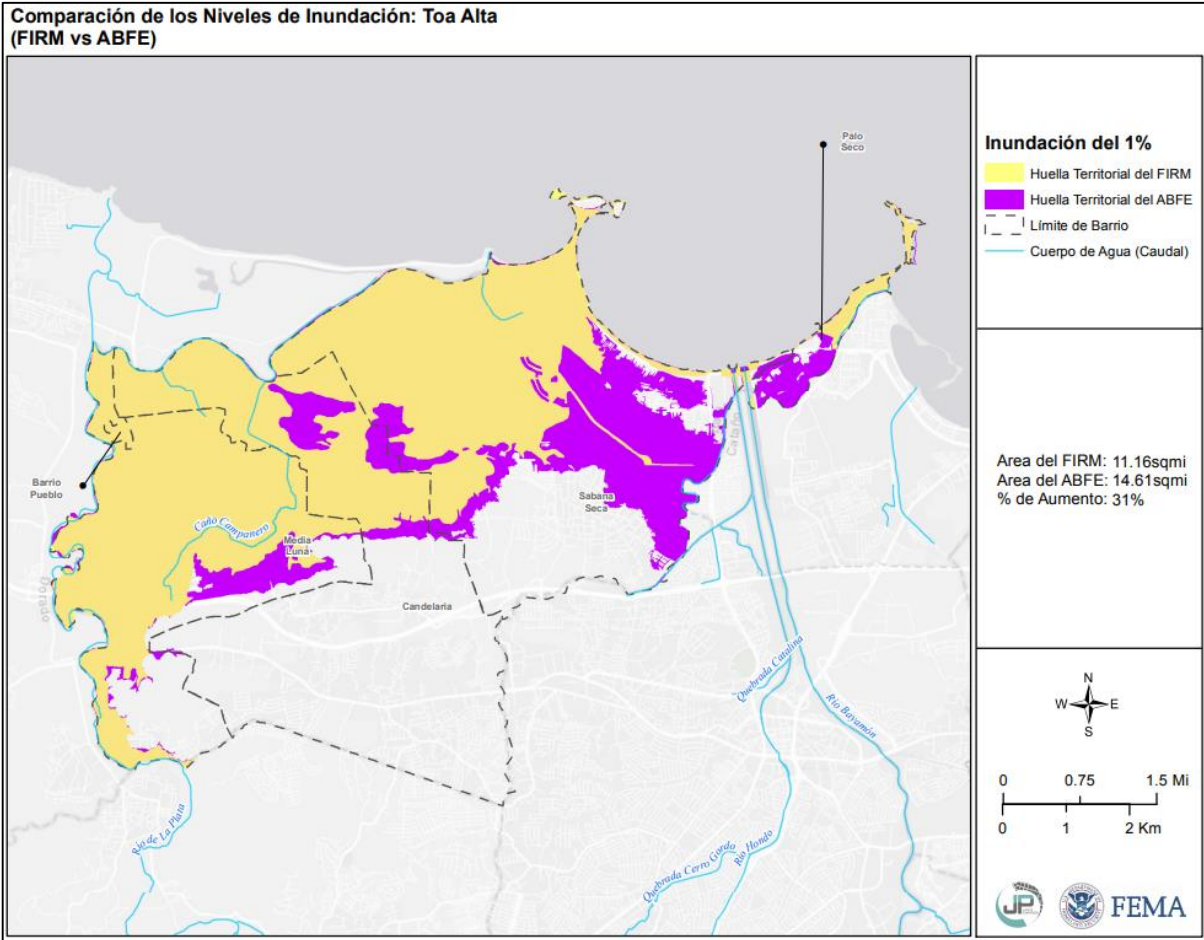 Comparación de los Niveles de Inundación: Toa Alta
(FIRM vs ABFE)
Palo
Seco
Barrio
Pueblo
Caño Campanero
Media
Luna
Sabana
Seca
Candelaria
Cataño
Dorado
Quebrada Catalina
Río Bayamón
Río de La Plata
Quebrada Cerro Gordo
Río Hondo
Inundación del 1%
Huella Territorial del FIRM
Huella Territorial del ABFE
Límite de Barrio
Cuerpo de Agua (Caudal)
Area del FIRM: 11.16sqmi
Area del ABFE: 14.61sqmi
% de Aumento: 31%
N
W E
S
0 0.75 1.5 Mi
0 1 2 Km
JP
FEMA